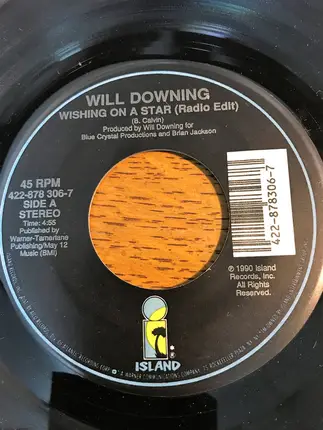 WILL DOWNING
WISHING ON A STAR (Radio Edit)
(B. Calvin)
Produced by Will Downing for
Blue Crystal Productions and Brian Jackson
45 RPM
422-878 306-7
SIDE A
STEREO
Time: 4:55
Published by
Warner-Tamerlane
Publishing/May 12
Music (BMI)
422-878306-7
℗ 1990 Island
Records, Inc.
All Rights
Reserved.
i
ISLAND